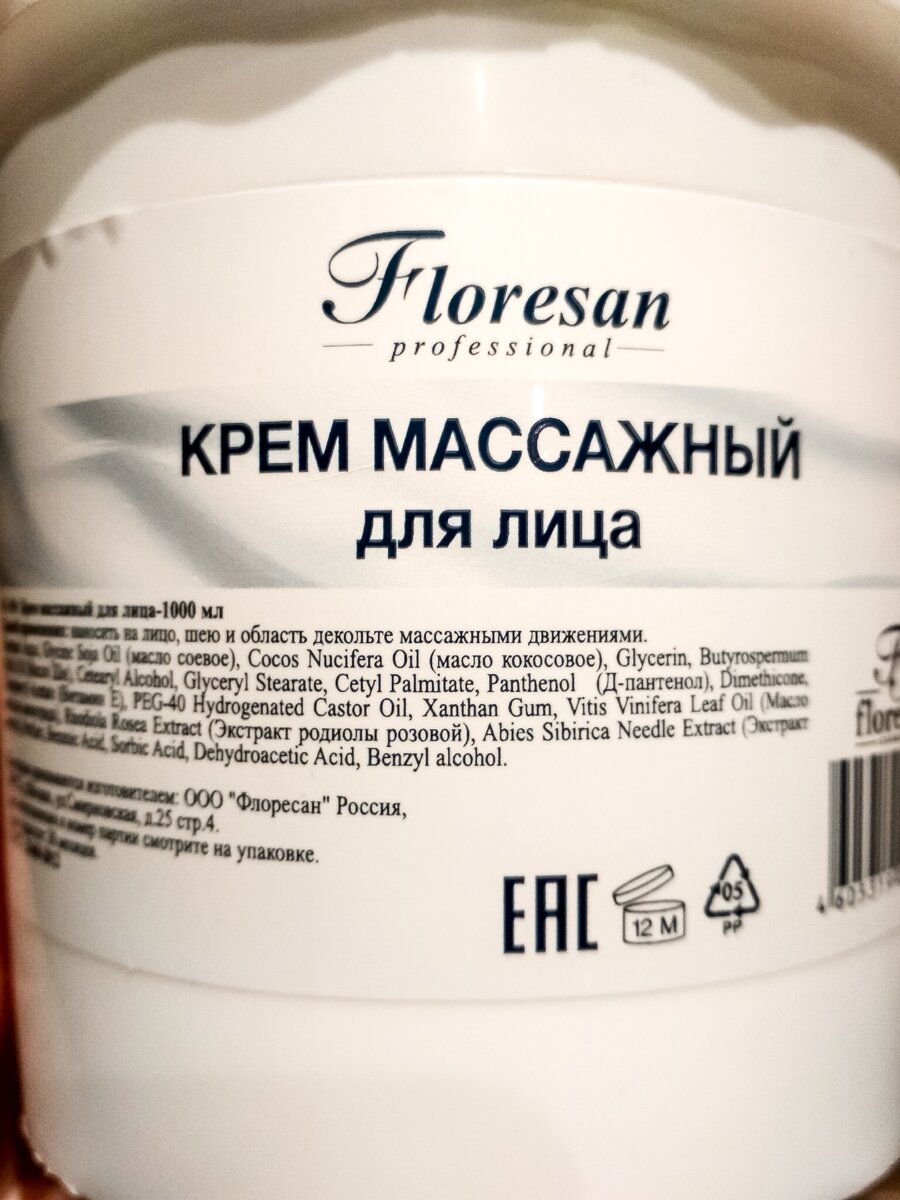 Floresan
professional
КРЕМ МАССАЖНЫЙ
для лица
Крем массажный для лица-1000 мл
наносить на лицо, шею и область декольте массажными движениями.
Soja Oil (масло соевое), Cocos Nucifera Oil (масло кокосовое), Glycerin, Butyrospermum
Cetearyl Alcohol, Glyceryl Stearate, Cetyl Palmitate, Panthenol (Д-пантенол), Dimethicone,
(Витамин Е), PEG-40 Hydrogenated Castor Oil, Xanthan Gum, Vitis Vinifera Leaf Oil (Масло
Rhodiola Rosea Extract (Экстракт родиолы розовой), Abies Sibirica Needle Extract (Экстракт
Acid, Sorbic Acid, Dehydroacetic Acid, Benzyl alcohol.
изготовителем: ООО "Флоресан" Россия,
д.25 стр.4.
номер партии смотрите на упаковке.
EAC
12 M
05
PP